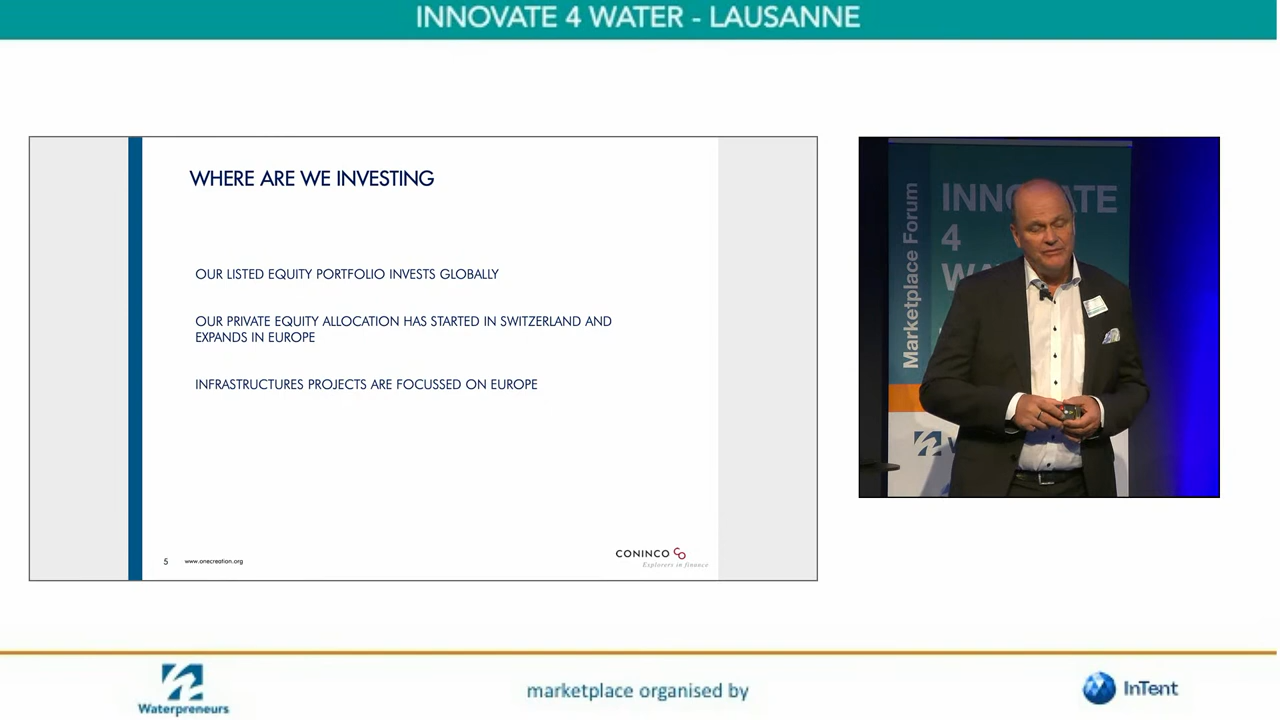 INNOVATE 4 WATER - LAUSANNE
WHERE ARE WE INVESTING
OUR LISTED EQUITY PORTFOLIO INVESTS GLOBALLY
OUR PRIVATE EQUITY ALLOCATION HAS STARTED IN SWITZERLAND AND
EXPANDS IN EUROPE
INFRASTRUCTURES PROJECTS ARE FOCUSSED ON EUROPE
5 www.onecreation.org
CONINCO
Explorers in finance
Marketplace Forum
4
Waterpreneurs
marketplace organised by
InTent